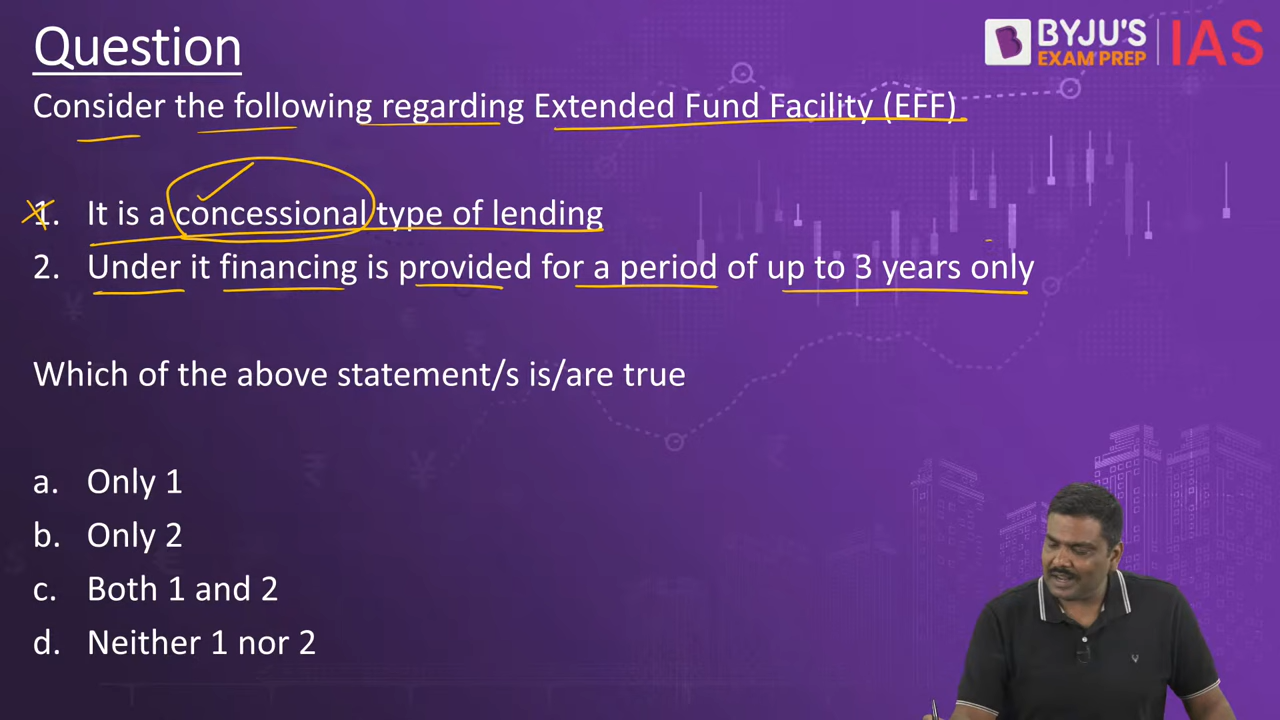 Question
BYJU'S
EXAM PREP
IAS
Consider the following regarding Extended Fund Facility (EFF)
1. It is a concessional type of lending
2. Under it financing is provided for a period of up to 3 years only
Which of the above statement/s is/are true
a. Only 1
b. Only 2
c. Both 1 and 2
d. Neither 1 nor 2